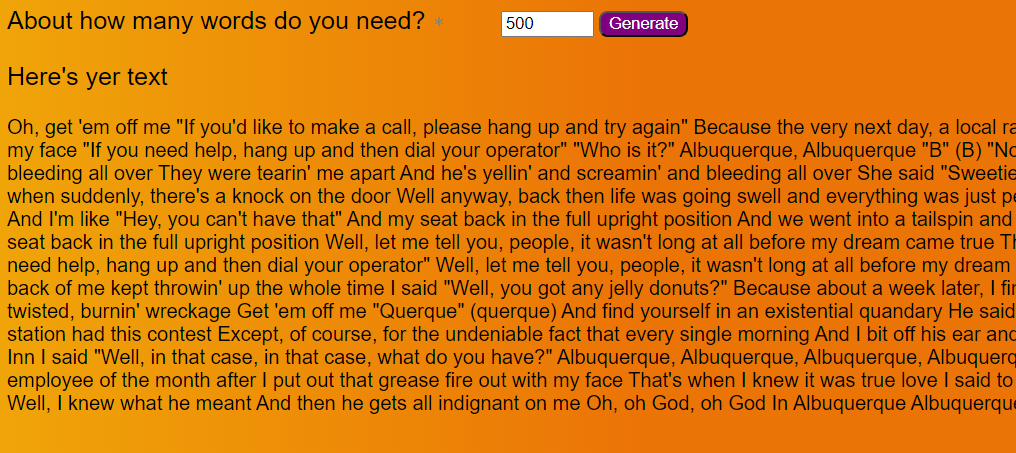 About how many words do you need? *
500
Generate
Here's yer text
Oh, get 'em off me "If you'd like to make a call, please hang up and try again" Because the very next day, a local ra
my face "If you need help, hang up and then dial your operator" "Who is it?" Albuquerque, Albuquerque "B" (B) "No
bleeding all over They were tearin' me apart And he's yellin' and screamin' and bleeding all over She said "Sweetie
when suddenly, there's a knock on the door Well anyway, back then life was going swell and everything was just pe
And I'm like "Hey, you can't have that" And my seat back in the full upright position And we went into a tailspin and
seat back in the full upright position Well, let me tell you, people, it wasn't long at all before my dream came true Th
need help, hang up and then dial your operator" Well, let me tell you, people, it wasn't long at all before my dream
back of me kept throwin' up the whole time I said "Well, you got any jelly donuts?" Because about a week later, I fin
twisted, burnin' wreckage Get 'em off me "Querque" (querque) And find yourself in an existential quandary He said
station had this contest Except, of course, for the undeniable fact that every single morning And I bit off his ear and
Inn I said "Well, in that case, in that case, what do you have?" Albuquerque, Albuquerque, Albuquerque, Albuquerq
employee of the month after I put out that grease fire out with my face That's when I knew it was true love I said to
Well, I knew what he meant And then he gets all indignant on me Oh, oh God, oh God In Albuquerque Albuquerque